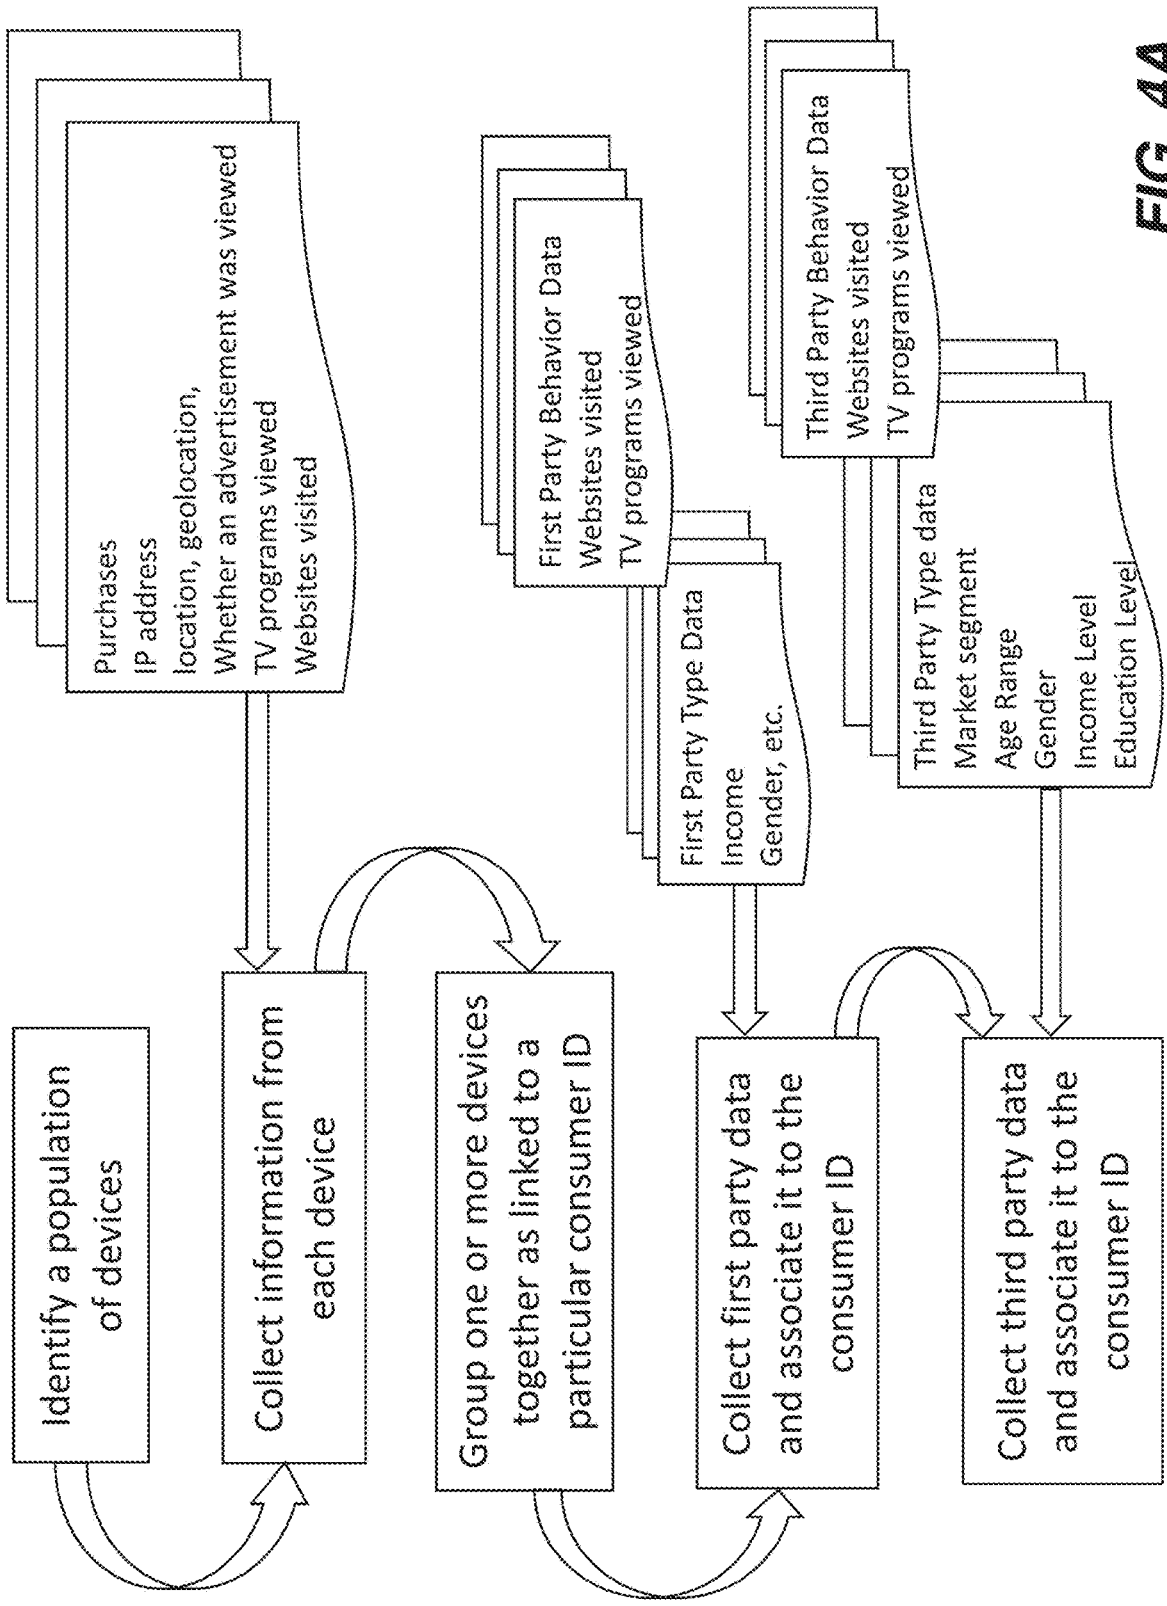 Identify a population
of devices
Collect information from
each device
Purchases
IP address
location, geolocation,
Whether an advertisement was viewed
TV programs viewed
Websites visited
Group one or more devices
together as linked to a
particular consumer ID
Collect first party data
and associate it to the
consumer ID
First Party Type Data
Income
Gender, etc.
First Party Behavior Data
Websites visited
TV programs viewed
Collect third party data
and associate it to the
consumer ID
Third Party Type data
Market segment
Age Range
Gender
Income Level
Education Level
Third Party Behavior Data
Websites visited
TV programs viewed
FIG. 4A